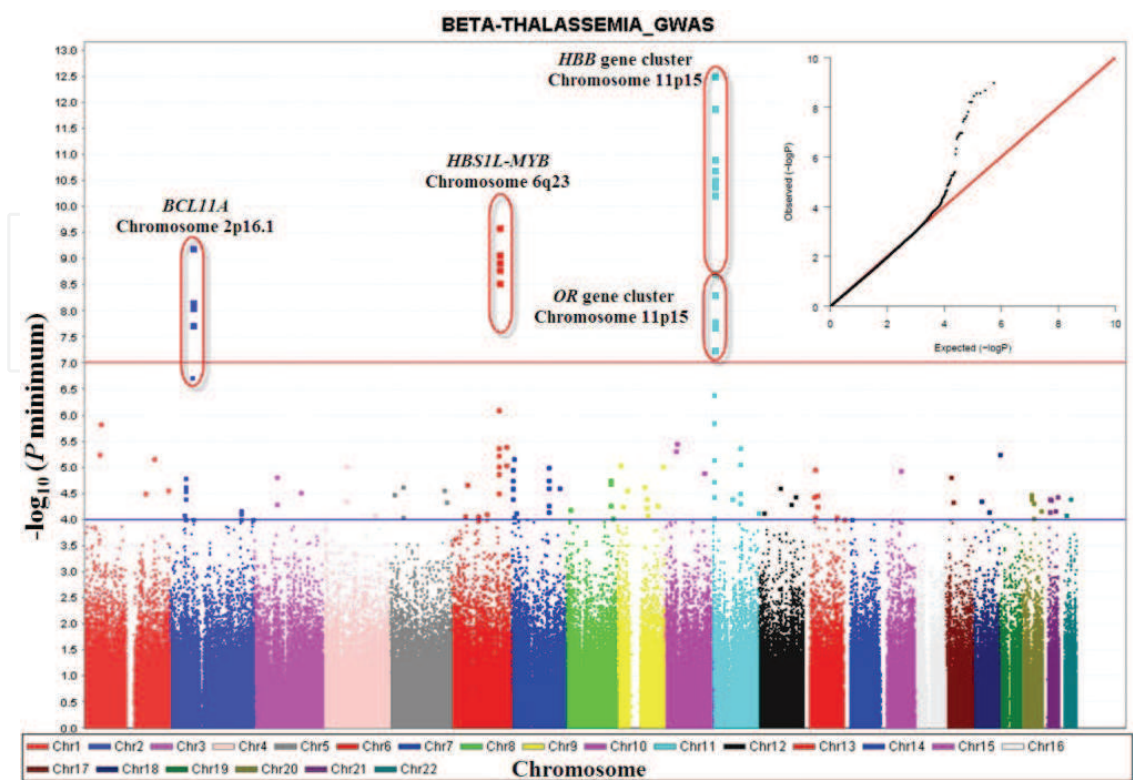 BETA-THALASSEMIA_GWAS
-log10 (P minimum)
13.0
12.5
12.0
11.5
11.0
10.5
10.0
9.5
9.0
8.5
8.0
7.5
7.0
6.5
6.0
5.5
5.0
4.5
4.0
3.5
3.0
2.5
2.0
1.5
1.0
0.5
0.0
BCL11A
Chromosome 2p16.1
HBS1L-MYB
Chromosome 6q23
HBB gene cluster
Chromosome 11p15
OR gene cluster
Chromosome 11p15
Observed (−logP)
10
8
6
4
2
0
0 2 4 6 8 10
Expected (−logP)
Chr1 Chr2 Chr3 Chr4 Chr5 Chr6 Chr7 Chr8 Chr9 Chr10 Chr11 Chr12 Chr13 Chr14 Chr15 Chr16
Chr17 Chr18 Chr19 Chr20 Chr21 Chr22
Chromosome